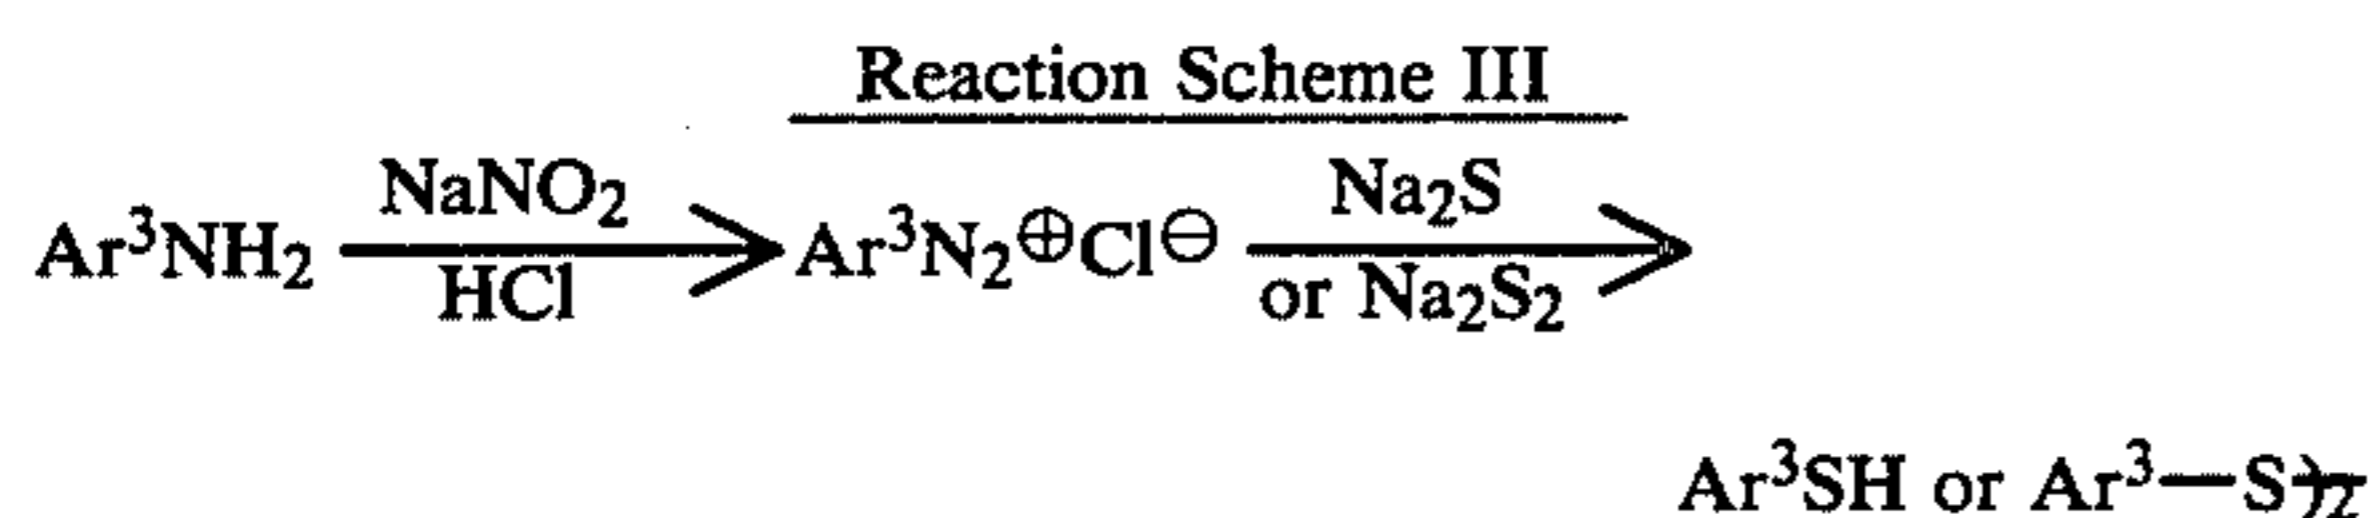 Reaction Scheme III
NaNO₂ Na₂S
Ar³NH₂ Ar³N₂⊕Cl⊖
HCl or Na₂S₂
Ar³SH or Ar³—S)₂